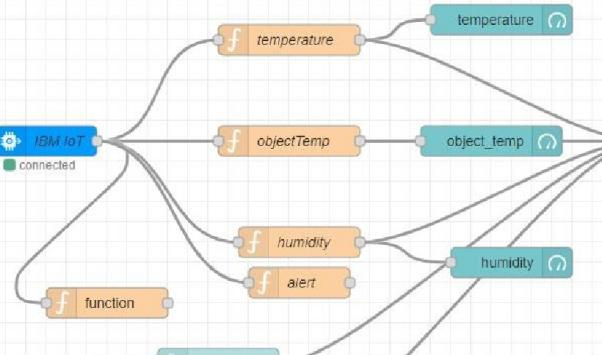 temperature
temperature
IBM IoT
objectTemp
object_temp
connected
humidity
humidity
alert
function